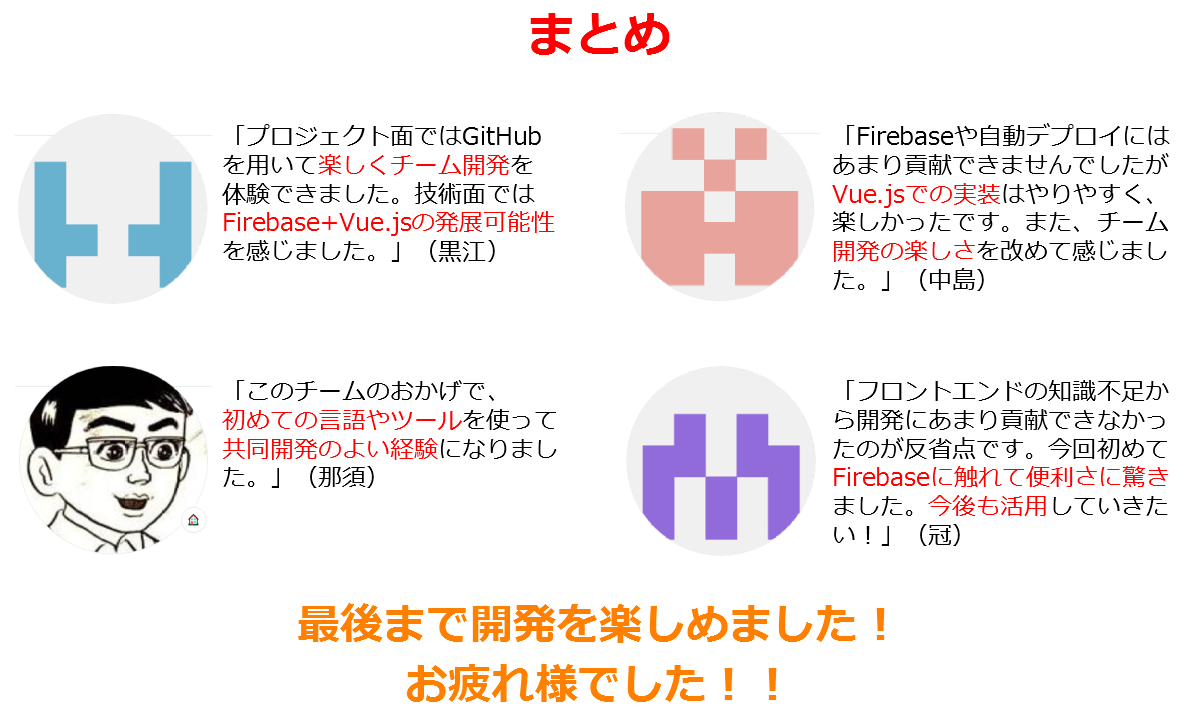 まとめ
「プロジェクト面ではGitHub
を用いて楽しくチーム開発を
体験できました。技術面では
Firebase+Vue.jsの発展可能性
を感じました。」（黒江）
「Firebaseや自動デプロイには
あまり貢献できませんでしたが
Vue.jsでの実装はやりやすく、
楽しかったです。また、チーム
開発の楽しさを改めて感じまし
た。」（中島）
「このチームのおかげで、
初めての言語やツールを使って
共同開発のよい経験になりまし
た。」（那須）
「フロントエンドの知識不足か
ら開発にあまり貢献できなかっ
たのが反省点です。今回初めて
Firebaseに触れて便利さに驚き
ました。今後も活用していきた
い！」（冠）
最後まで開発を楽しめました！
お疲れ様でした！！